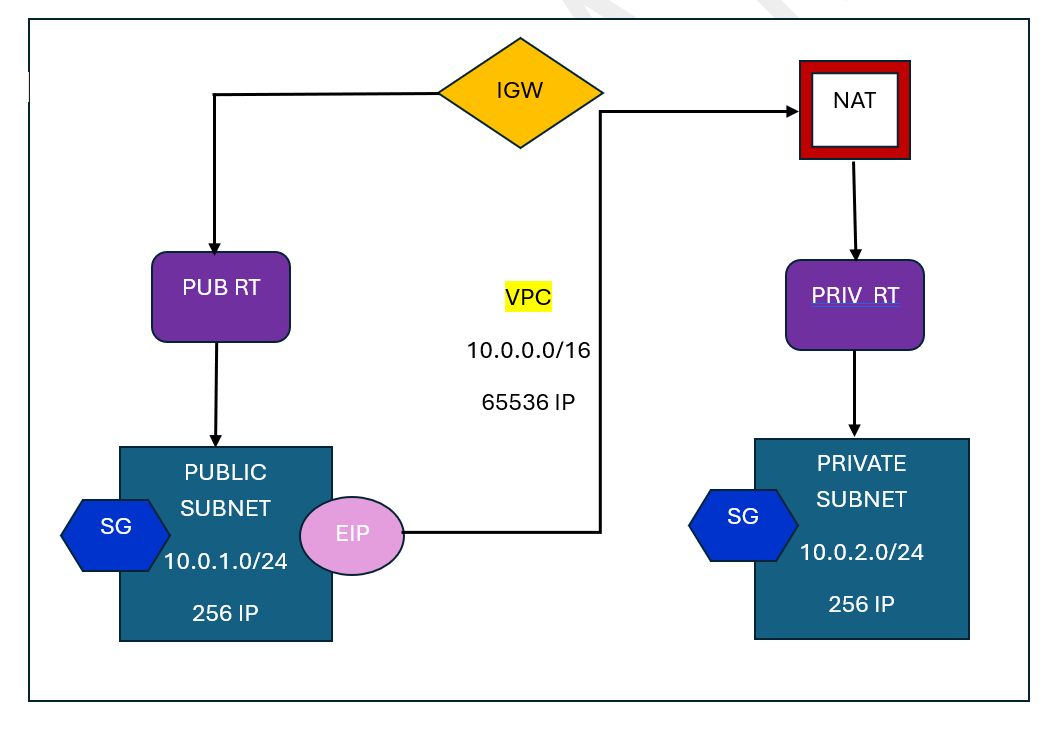 IGW
NAT
PUB RT
VPC
10.0.0.0/16
65536 IP
PRIV  RT
PUBLIC
SUBNET
SG
10.0.1.0/24
256 IP
EIP
PRIVATE
SUBNET
SG
10.0.2.0/24
256 IP